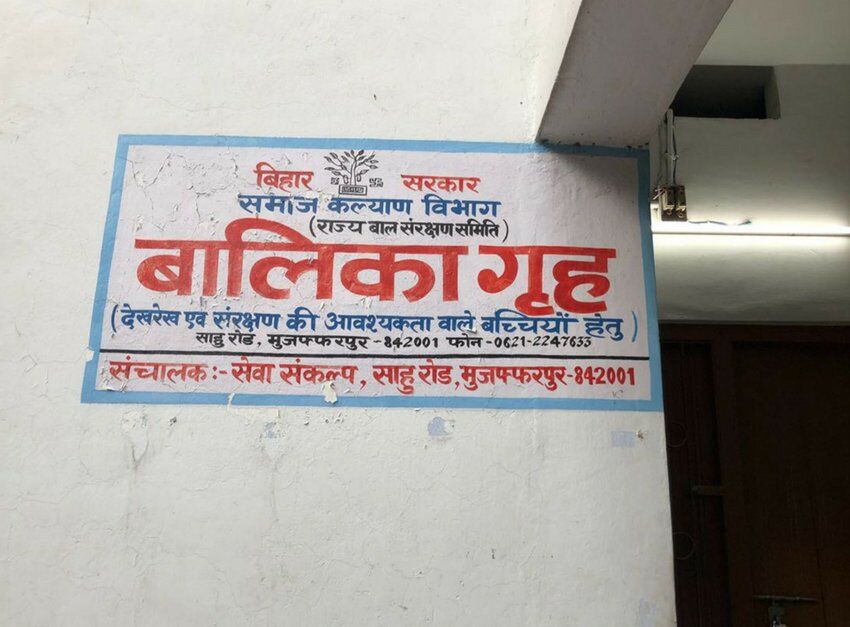 बिहार सरकार
समाज कल्याण विभाग
(राज्य बाल संरक्षण समिति)
बालिका गृह
(देखरेख एवं संरक्षण की आवश्यकता वाले बच्चियों हेतु)
साहु रोड, मुजफ्फरपुर - 842001 फोन -0621-2247633
संचालक :- सेवा संकल्प, साहु रोड, मुजफ्फरपुर-842001